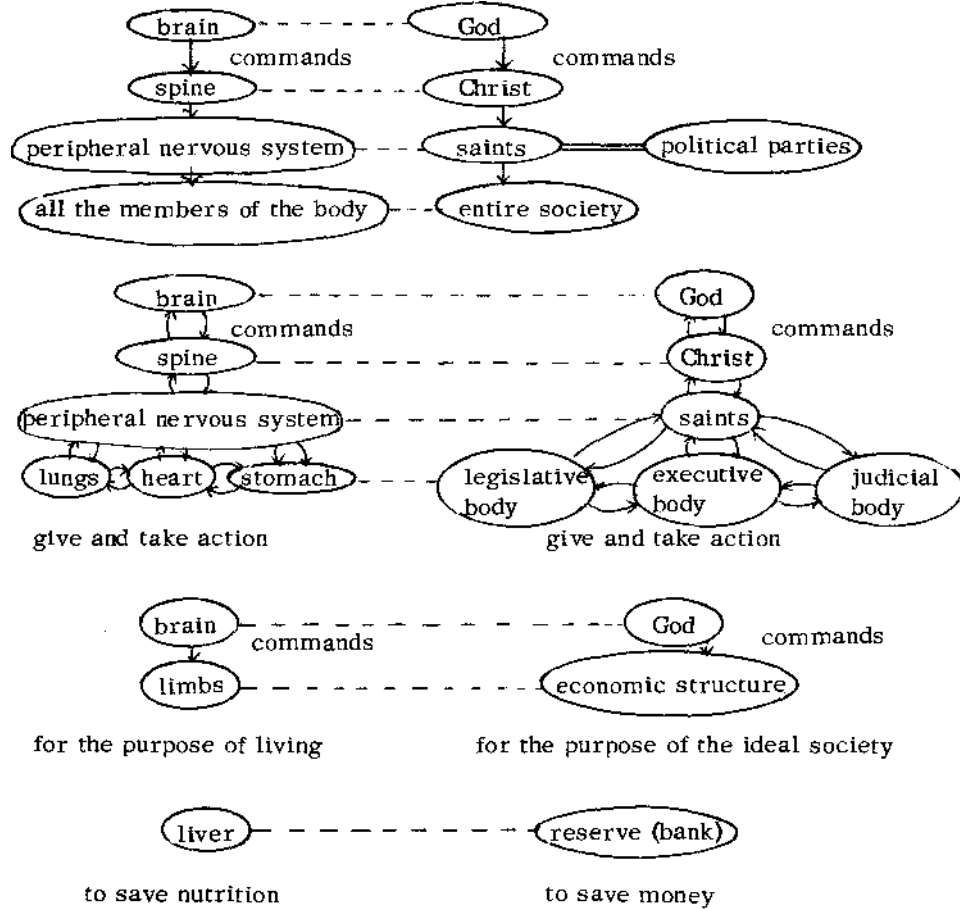 brain God
commands commands
spine Christ
peripheral nervous system saints political parties
all the members of the body entire society
brain God
commands commands
spine Christ
peripheral nervous system saints
lungs heart stomach legislative body executive body judicial body
give and take action give and take action
brain God
commands commands
limbs economic structure
for the purpose of living for the purpose of the ideal society
liver reserve (bank)
to save nutrition to save money